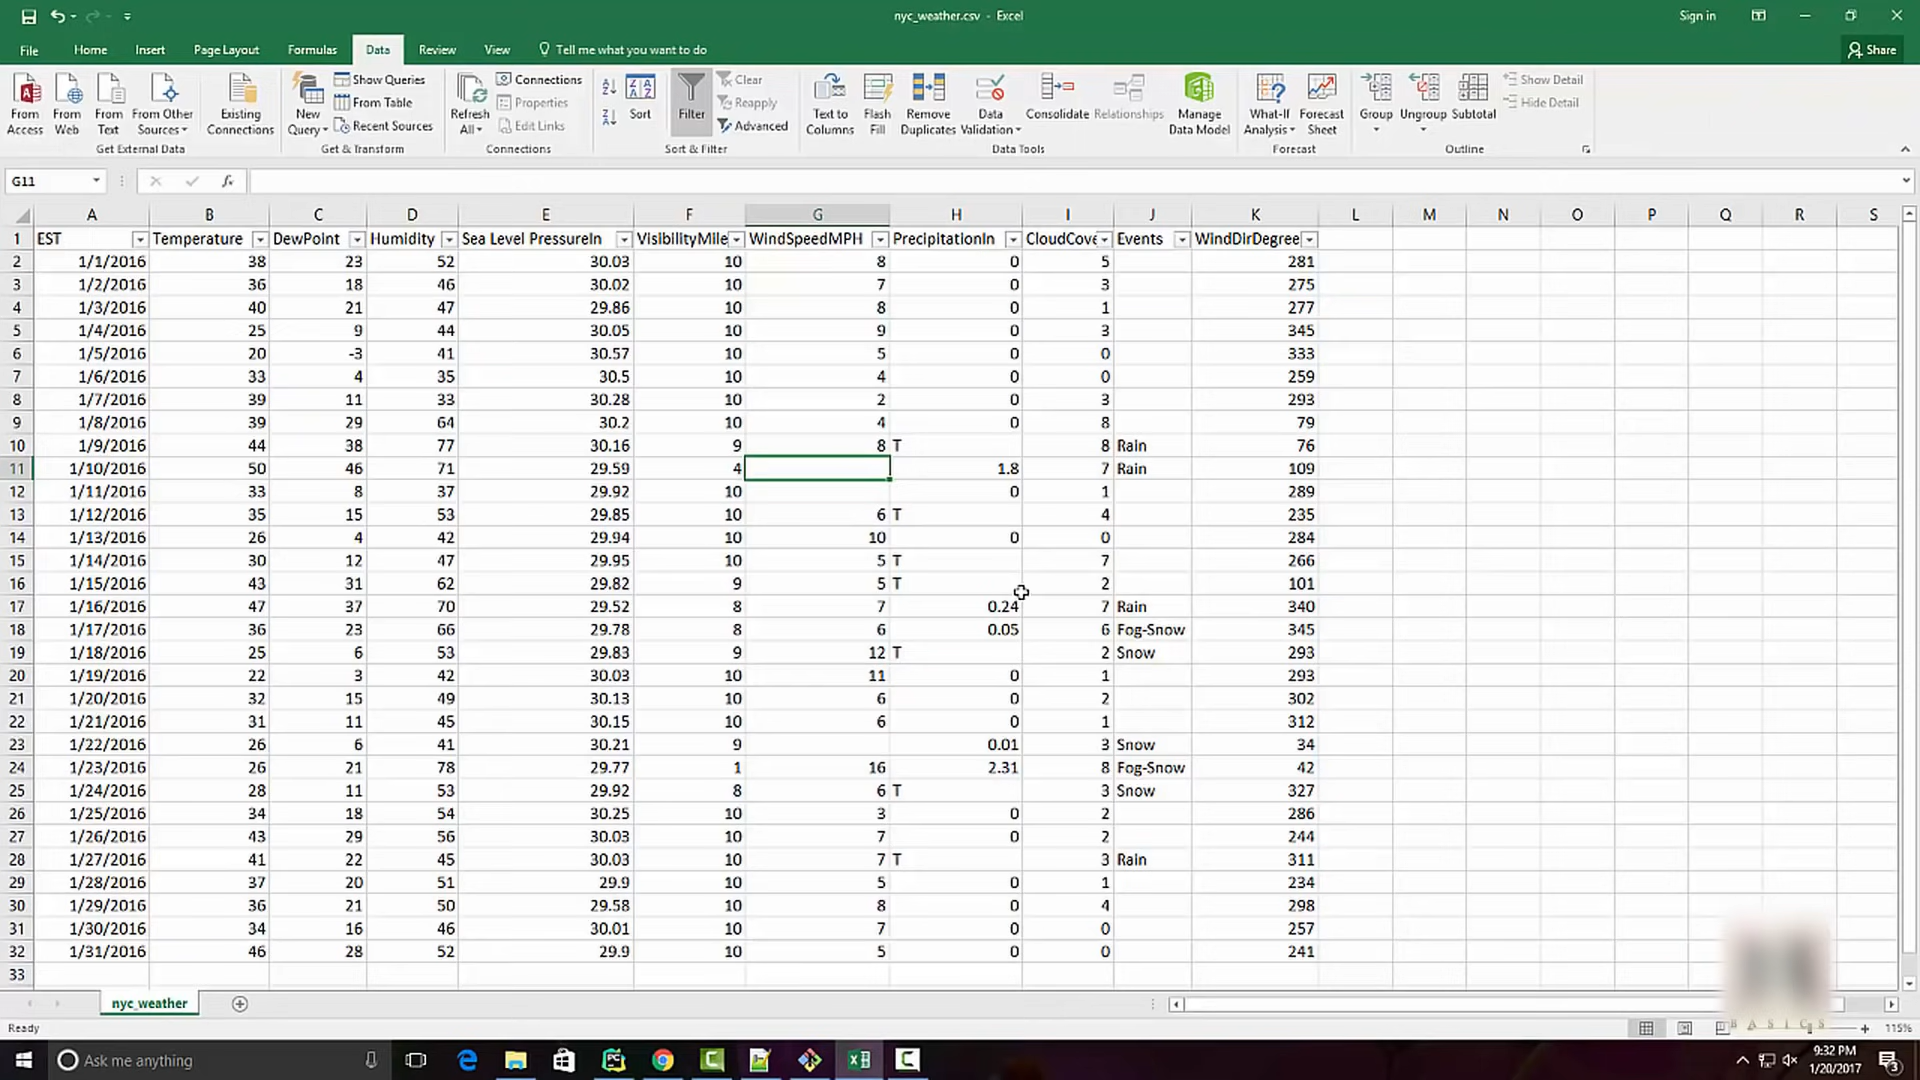 nyc_weather.csv - Excel
Sign in
File Home Insert Page Layout Formulas Data Review View Tell me what you want to do Share
From Access
From Web
From Text
From Other Sources
Existing Connections
Get External Data
New Query
Show Queries
From Table
Recent Sources
Get & Transform
Refresh All
Connections
Properties
Edit Links
Connections
Sort
Filter
Clear
Reapply
Advanced
Sort & Filter
Text to Columns
Flash Fill
Remove Duplicates
Data Validation
Consolidate
Relationships
Manage Data Model
Data Tools
What-If Analysis
Forecast Sheet
Forecast
Group
Ungroup
Subtotal
Show Detail
Hide Detail
Outline
G11 fx
A B C D E F G H I J K L M N O P Q R S
1 EST Temperature DewPoint Humidity Sea Level PressureIn VisibilityMile WindSpeedMPH PrecipitationIn CloudCove Events WindDirDegree
2 1/1/2016 38 23 52 30.03 10 8 0 5 281
3 1/2/2016 36 18 46 30.02 10 7 0 3 275
4 1/3/2016 40 21 47 29.86 10 8 0 1 277
5 1/4/2016 25 9 44 30.05 10 9 0 3 345
6 1/5/2016 20 -3 41 30.57 10 5 0 0 333
7 1/6/2016 33 4 35 30.5 10 4 0 0 259
8 1/7/2016 39 11 33 30.28 10 2 0 3 293
9 1/8/2016 39 29 64 30.2 10 4 0 8 79
10 1/9/2016 44 38 77 30.16 9 8 T 8 Rain 76
11 1/10/2016 50 46 71 29.59 4 1.8 7 Rain 109
12 1/11/2016 33 8 37 29.92 10 0 1 289
13 1/12/2016 35 15 53 29.85 10 6 T 4 235
14 1/13/2016 26 4 42 29.94 10 10 0 0 284
15 1/14/2016 30 12 47 29.95 10 5 T 7 266
16 1/15/2016 43 31 62 29.82 9 5 T 2 101
17 1/16/2016 47 37 70 29.52 8 7 0.24 7 Rain 340
18 1/17/2016 36 23 66 29.78 8 6 0.05 6 Fog-Snow 345
19 1/18/2016 25 6 53 29.83 9 12 T 2 Snow 293
20 1/19/2016 22 3 42 30.03 10 11 0 1 293
21 1/20/2016 32 15 49 30.13 10 6 0 2 302
22 1/21/2016 31 11 45 30.15 10 6 0 1 312
23 1/22/2016 26 6 41 30.21 9 0.01 3 Snow 34
24 1/23/2016 26 21 78 29.77 1 16 2.31 8 Fog-Snow 42
25 1/24/2016 28 11 53 29.92 8 6 T 3 Snow 327
26 1/25/2016 34 18 54 30.25 10 3 0 2 286
27 1/26/2016 43 29 56 30.03 10 7 0 2 244
28 1/27/2016 41 22 45 30.03 10 7 T 3 Rain 311
29 1/28/2016 37 20 51 29.9 10 5 0 1 234
30 1/29/2016 36 21 50 29.58 10 8 0 4 298
31 1/30/2016 34 16 46 30.01 10 7 0 0 257
32 1/31/2016 46 28 52 29.9 10 5 0 0 241
33
nyc_weather
BASICS
Ready 115%
Ask me anything
9:32 PM
1/20/2017
3